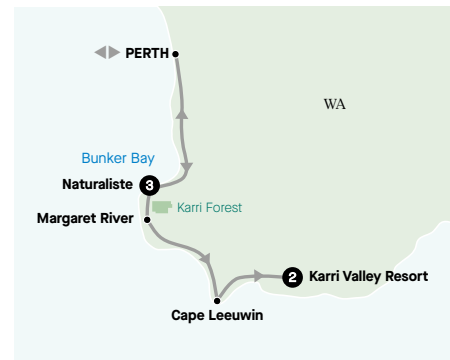 PERTH
WA
Bunker Bay
Naturaliste 3
Karri Forest
Margaret River
2 Karri Valley Resort
Cape Leeuwin